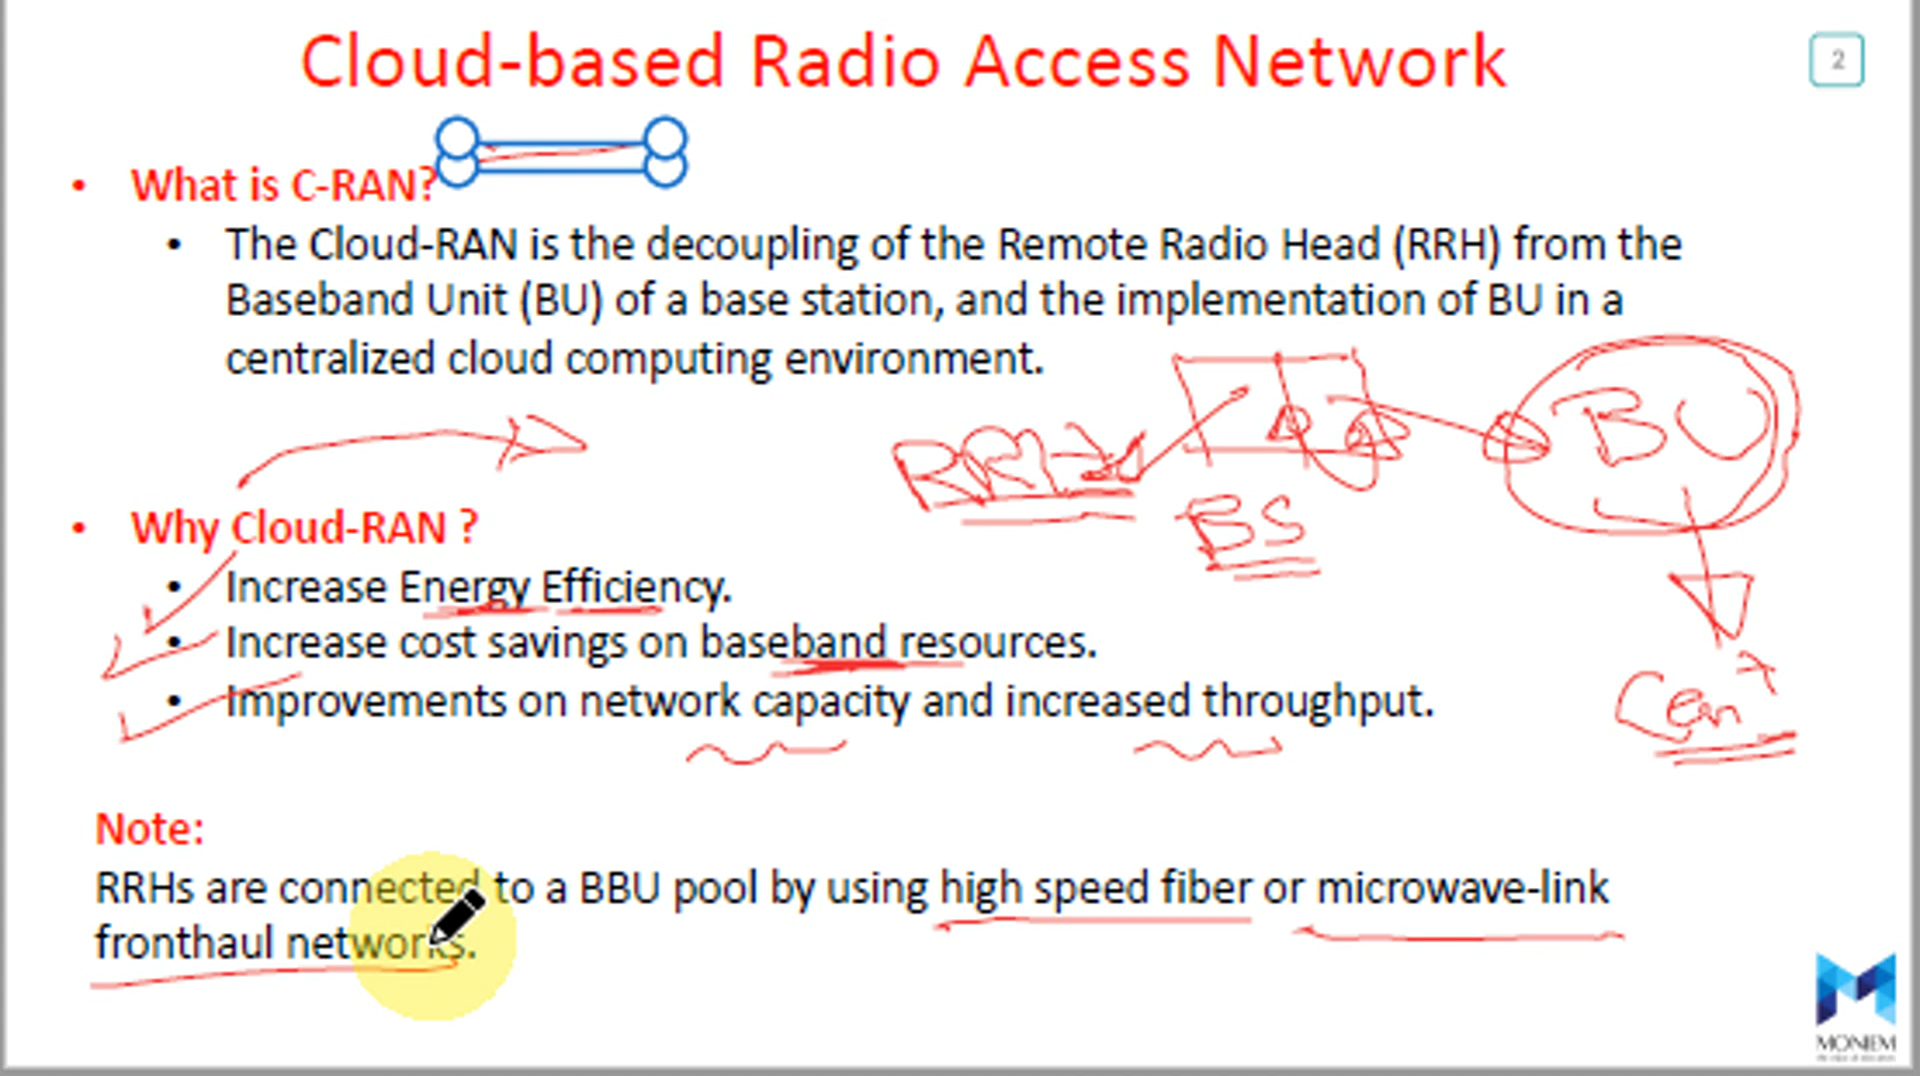 Cloud-based Radio Access Network
2
• What is C-RAN?
• The Cloud-RAN is the decoupling of the Remote Radio Head (RRH) from the
Baseband Unit (BU) of a base station, and the implementation of BU in a
centralized cloud computing environment.
RRH
BU
BS
• Why Cloud-RAN ?
• Increase Energy Efficiency.
• Increase cost savings on baseband resources.
• Improvements on network capacity and increased throughput.
Cen
Note:
RRHs are connected to a BBU pool by using high speed fiber or microwave-link
fronthaul networks.
MONIEM